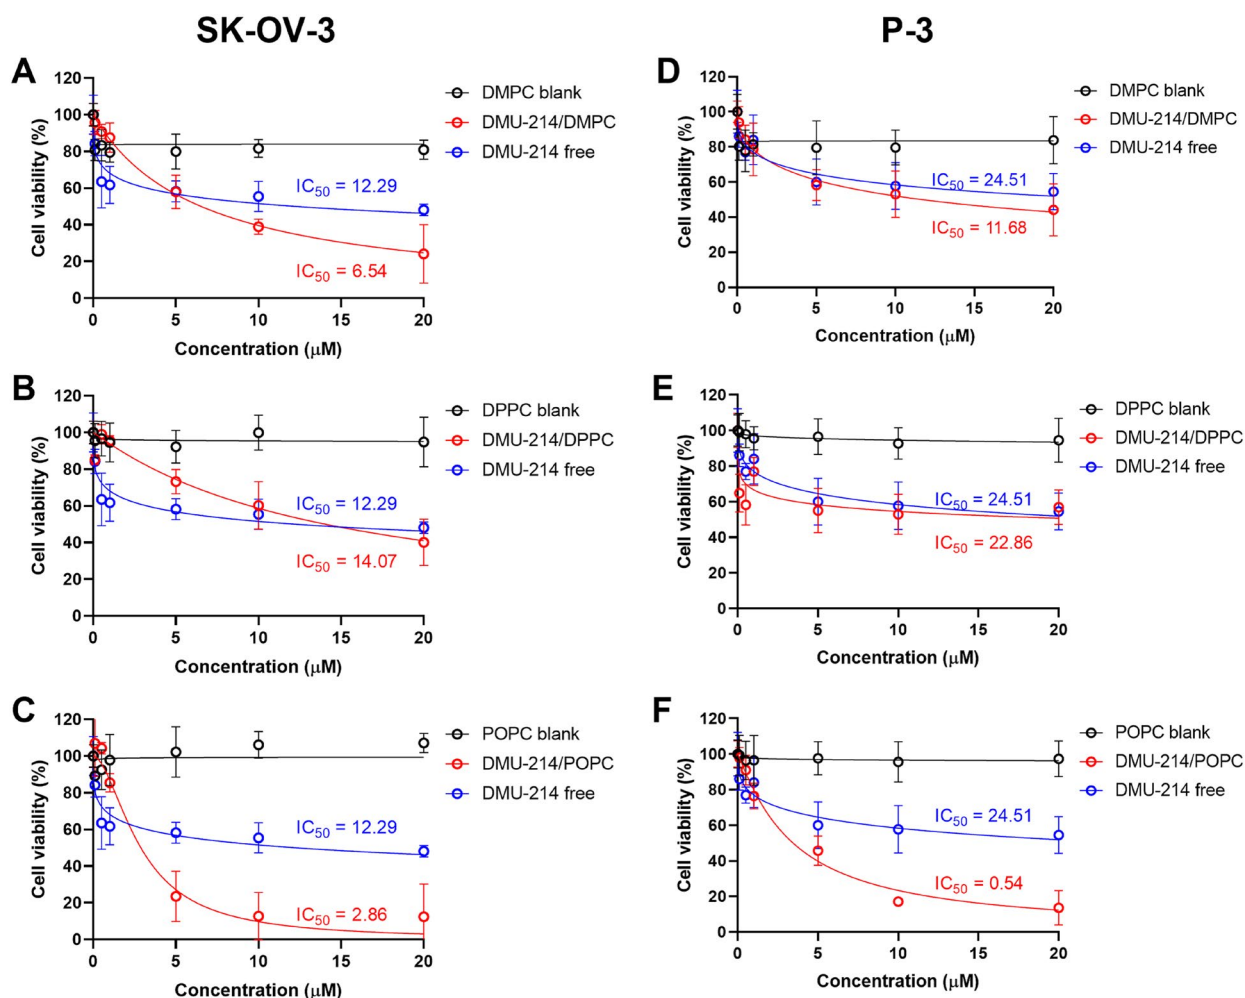 SK-OV-3
P-3
A
120
100
80
60
40
20
0
Cell viability (%)
0 5 10 15 20
Concentration (μM)
DMPC blank
DMU-214/DMPC
DMU-214 free
IC50 = 12.29
IC50 = 6.54
D
120
100
80
60
40
20
0
Cell viability (%)
0 5 10 15 20
Concentration (μM)
DMPC blank
DMU-214/DMPC
DMU-214 free
IC50 = 24.51
IC50 = 11.68
B
120
100
80
60
40
20
0
Cell viability (%)
0 5 10 15 20
Concentration (μM)
DPPC blank
DMU-214/DPPC
DMU-214 free
IC50 = 12.29
IC50 = 14.07
E
120
100
80
60
40
20
0
Cell viability (%)
0 5 10 15 20
Concentration (μM)
DPPC blank
DMU-214/DPPC
DMU-214 free
IC50 = 24.51
IC50 = 22.86
C
120
100
80
60
40
20
0
Cell viability (%)
0 5 10 15 20
Concentration (μM)
POPC blank
DMU-214/POPC
DMU-214 free
IC50 = 12.29
IC50 = 2.86
F
120
100
80
60
40
20
0
Cell viability (%)
0 5 10 15 20
Concentration (μM)
POPC blank
DMU-214/POPC
DMU-214 free
IC50 = 24.51
IC50 = 0.54